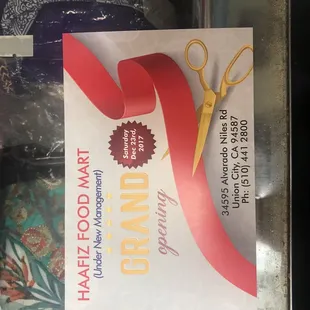 HAAFIZ FOOD MART
(Under New Management)
GRAND
opening
Saturday
Dec 23rd,
2017
34595 Alvarado Niles Rd
Union City, CA 94587
Ph: (510) 441 2800